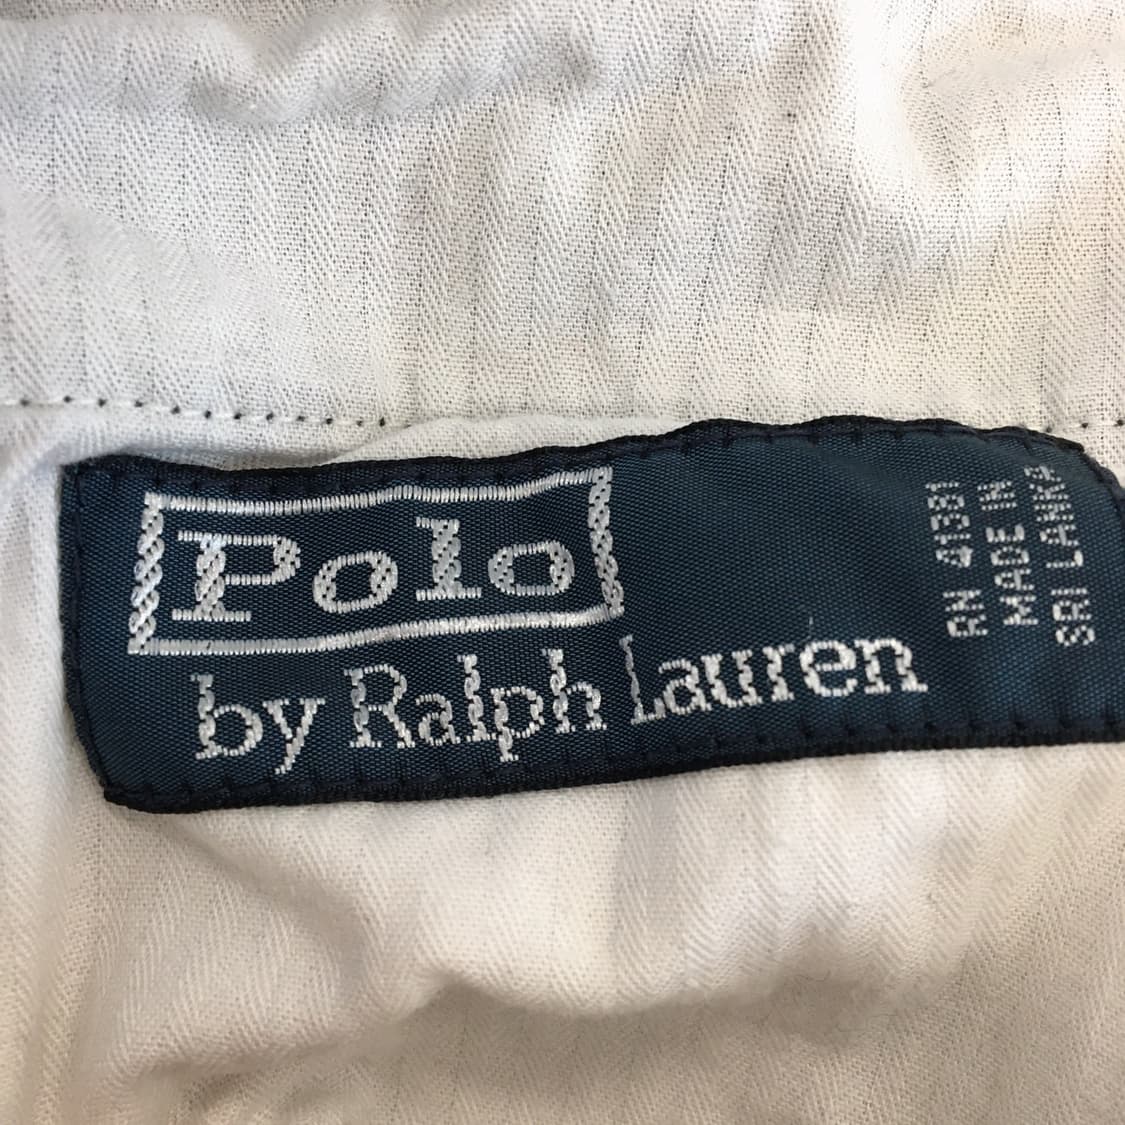 Polo
by Ralph Lauren
RN 41381
MADE IN
SRI LANKA